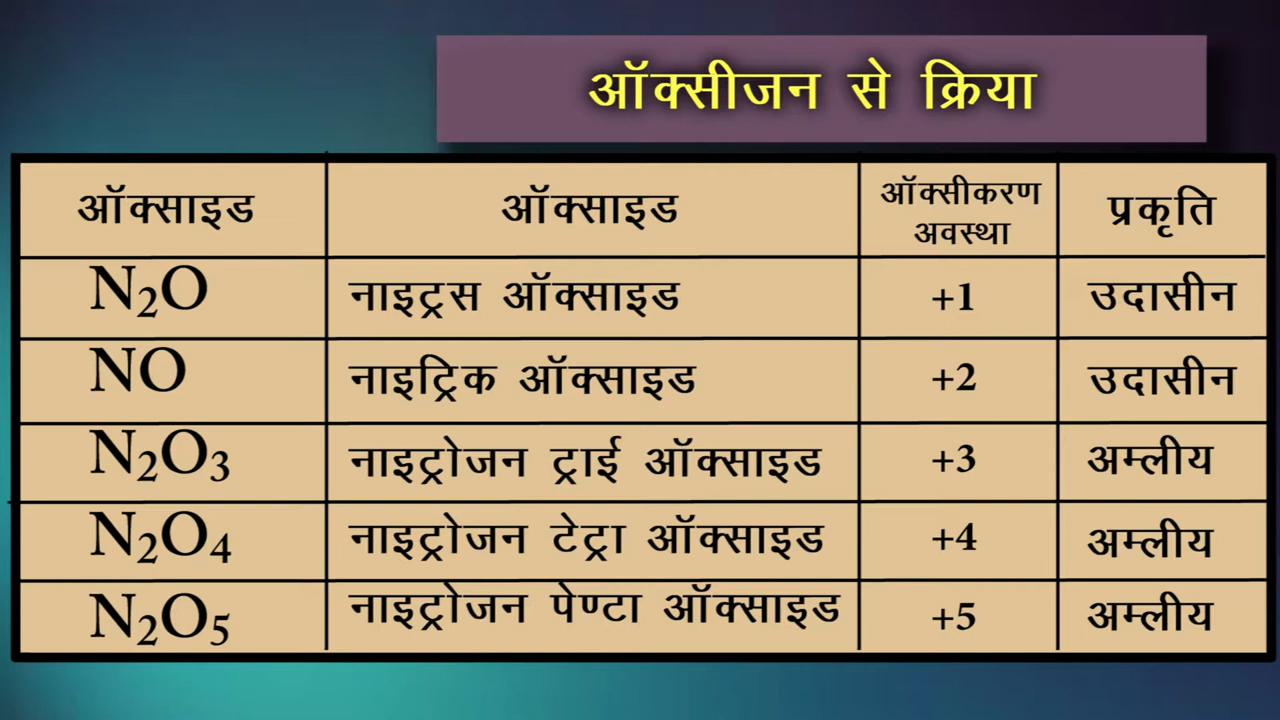 ऑक्सीजन से क्रिया
ऑक्साइड ऑक्साइड ऑक्सीकरण अवस्था प्रकृति
N₂O नाइट्रस ऑक्साइड +1 उदासीन
NO नाइट्रिक ऑक्साइड +2 उदासीन
N₂O₃ नाइट्रोजन ट्राई ऑक्साइड +3 अम्लीय
N₂O₄ नाइट्रोजन टेट्रा ऑक्साइड +4 अम्लीय
N₂O₅ नाइट्रोजन पेण्टा ऑक्साइड +5 अम्लीय